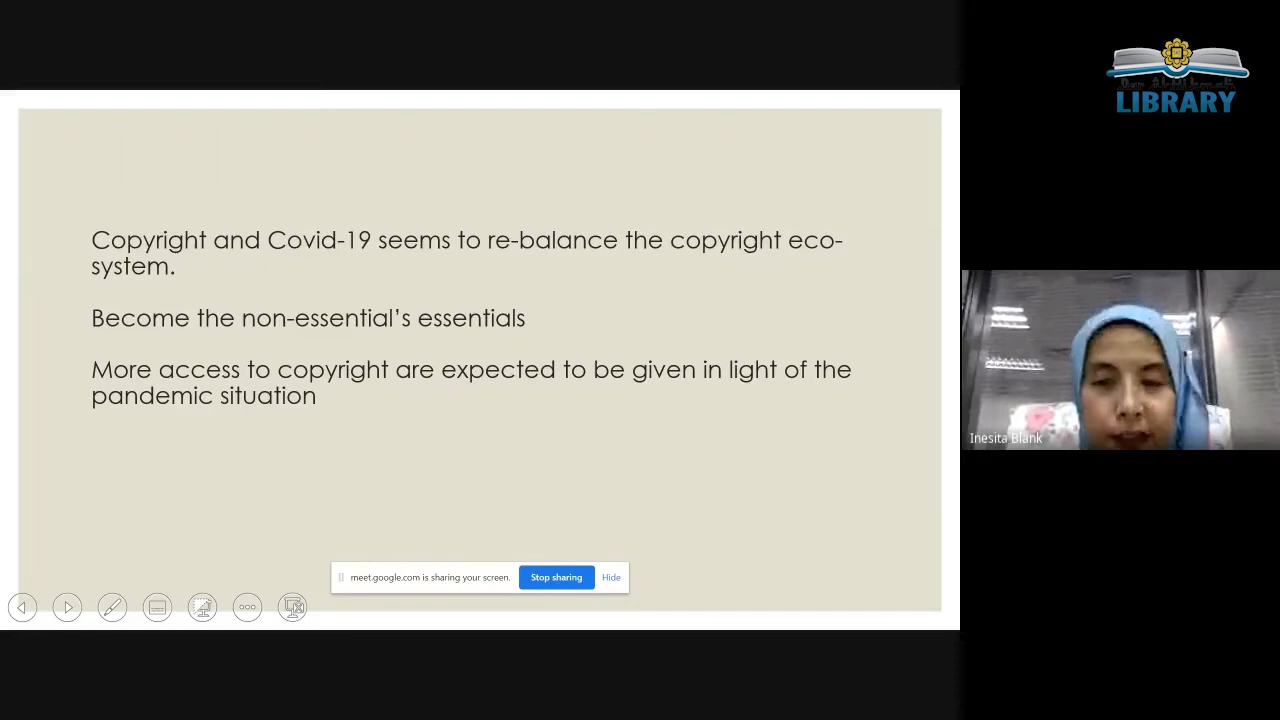 Copyright and Covid-19 seems to re-balance the copyright eco-
system.
Become the non-essential’s essentials
More access to copyright are expected to be given in light of the
pandemic situation
meet.google.com is sharing your screen.
Stop sharing
Hide
LIBRARY
Inesita Blank